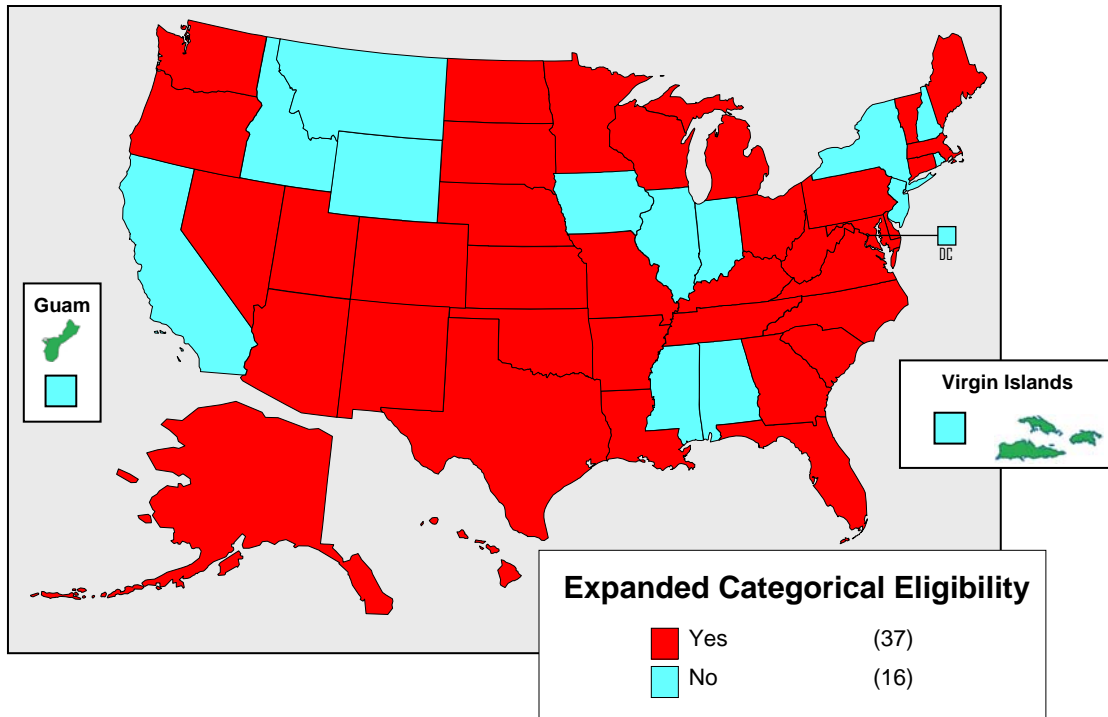 DC
Guam
Virgin Islands
Expanded Categorical Eligibility
Yes (37)
No (16)